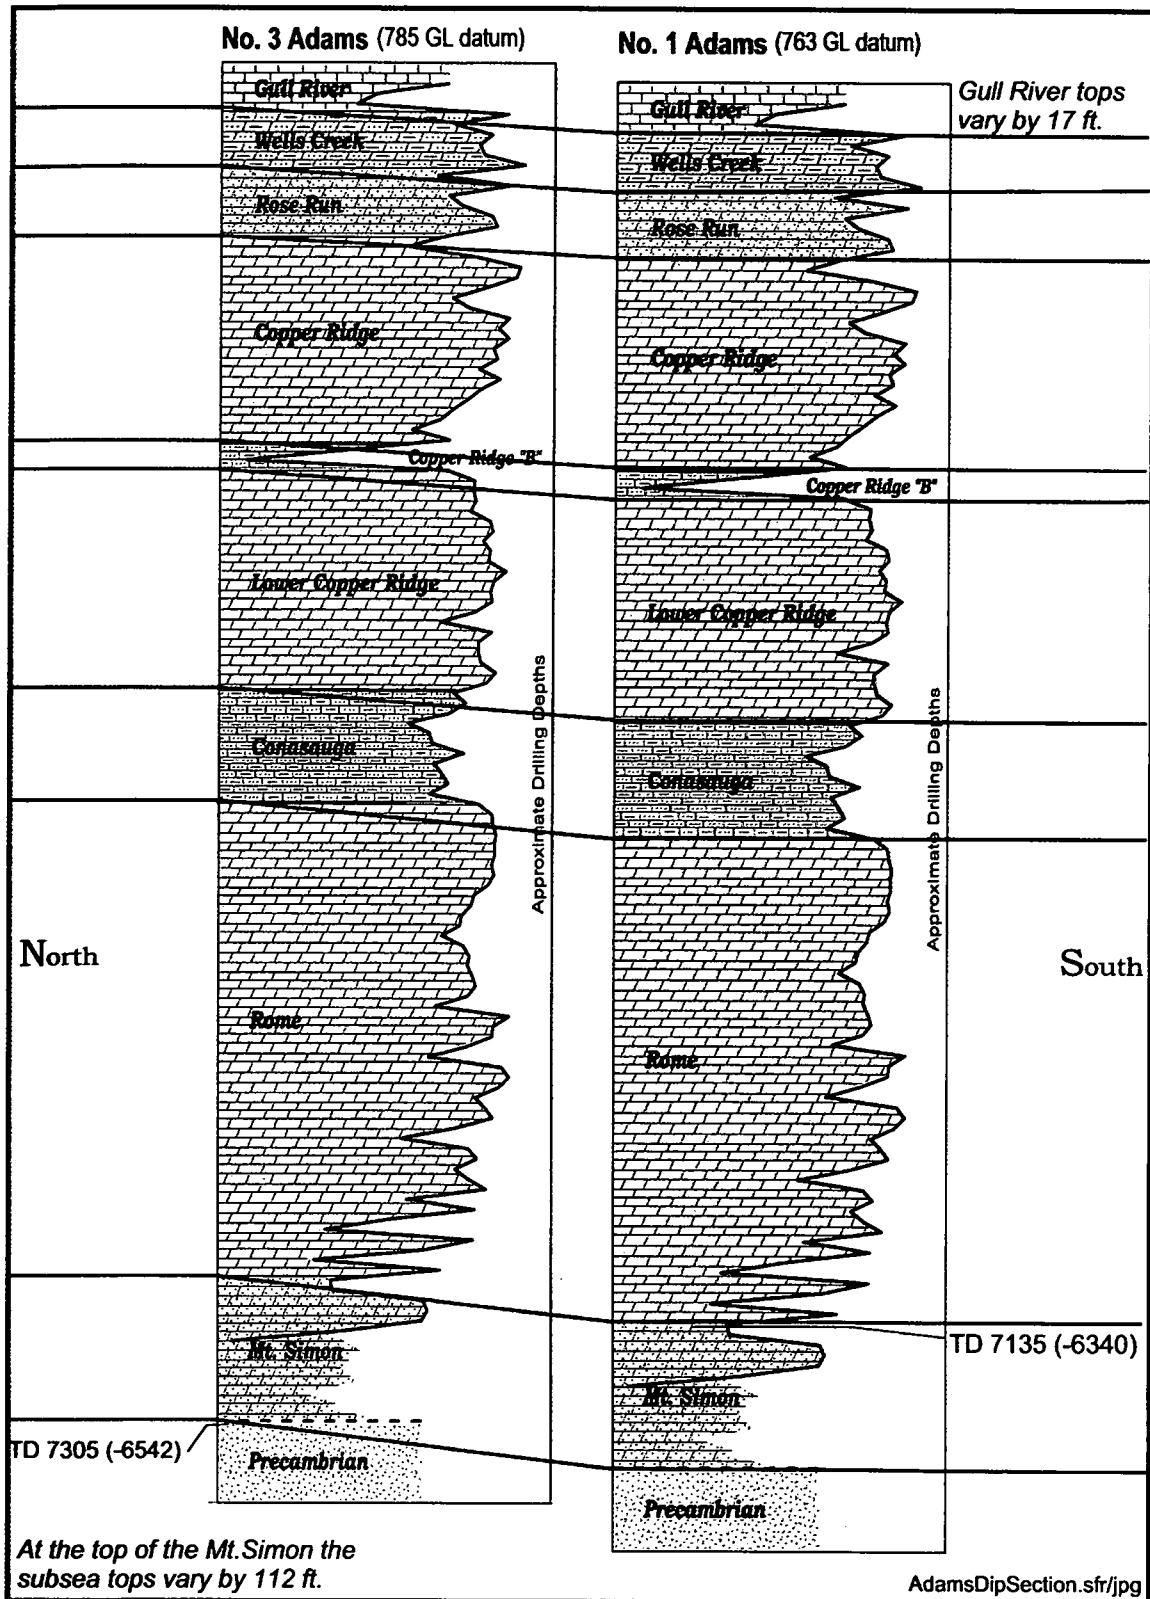 No. 3 Adams (785 GL datum)
No. 1 Adams (763 GL datum)
Gull River tops
vary by 17 ft.
Gull River
Wells Creek
Rose Run
Copper Ridge
Copper Ridge "B"
Lower Copper Ridge
Conasauga
Rome
Mt. Simon
Precambrian
Approximate Drilling Depths
Gull River
Wells Creek
Rose Run
Copper Ridge
Copper Ridge "B"
Lower Copper Ridge
Conasauga
Rome
Mt. Simon
Precambrian
Approximate Drilling Depths
North
South
TD 7135 (-6340)
TD 7305 (-6542)
At the top of the Mt.Simon the
subsea tops vary by 112 ft.
AdamsDipSection.sfr/jpg